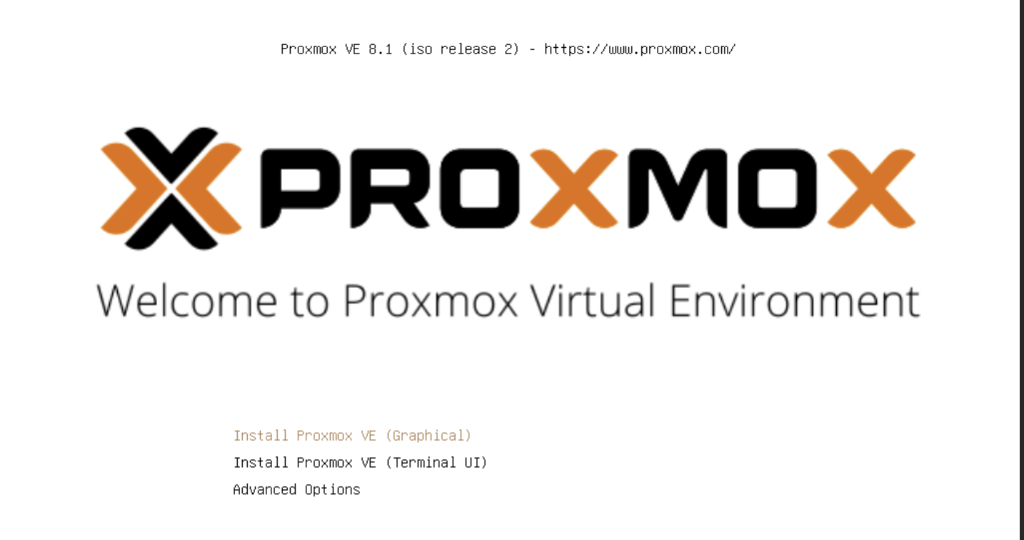 Proxmox VE 8.1 (iso release 2) - https://www.proxmox.com/
PROXMOX
Welcome to Proxmox Virtual Environment
Install Proxmox VE (Graphical)
Install Proxmox VE (Terminal UI)
Advanced Options